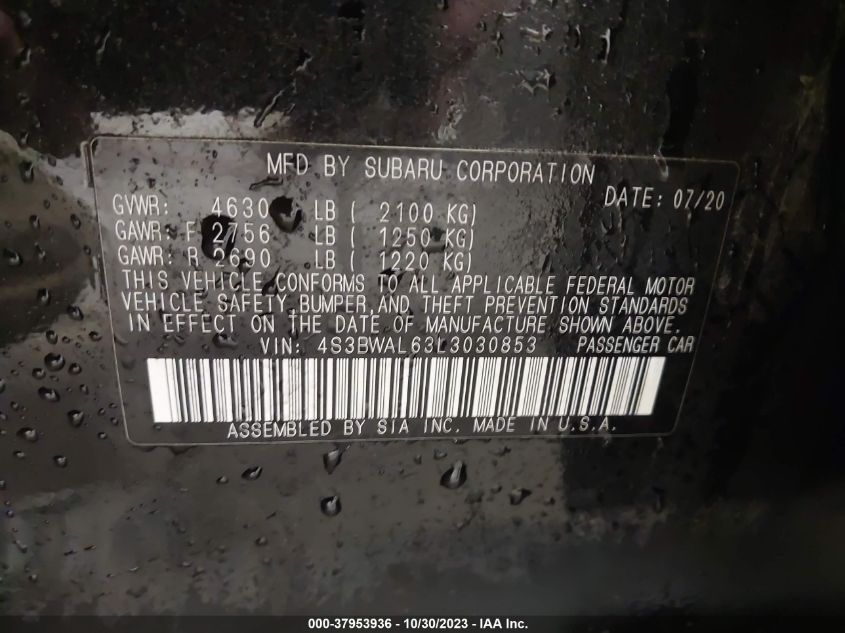 MFD BY SUBARU CORPORATION
DATE: 07/20
GVWR: 4630 LB ( 2100 KG)
GAWR: F 2756 LB ( 1250 KG)
GAWR: R 2690 LB ( 1220 KG)
THIS VEHICLE CONFORMS TO ALL APPLICABLE FEDERAL MOTOR
VEHICLE SAFETY,BUMPER,AND THEFT PREVENTION STANDARDS
IN EFFECT ON THE DATE OF MANUFACTURE SHOWN ABOVE.
VIN: 4S3BWAL63L3030853 PASSENGER CAR
ASSEMBLED BY SIA INC. MADE IN U.S.A.
000-37953936 - 10/30/2023 - IAA Inc.